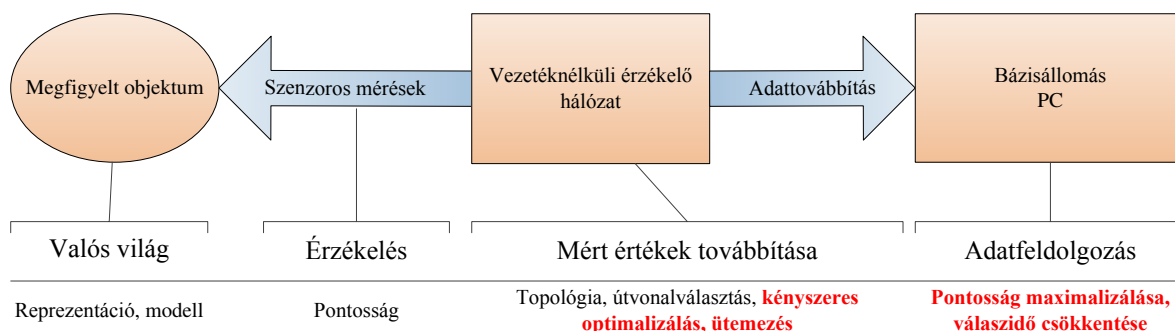 Megfigyelt objektum
Szenzoros mérések
Vezetéknélküli érzékelő
hálózat
Adattovábbítás
Bázisállomás
PC
Valós világ
Érzékelés
Mért értékek továbbítása
Adatfeldolgozás
Reprezentáció, modell
Pontosság
Topológia, útvonalválasztás, kényszeres
optimalizálás, ütemezés
Pontosság maximalizálása,
válaszidő csökkentése